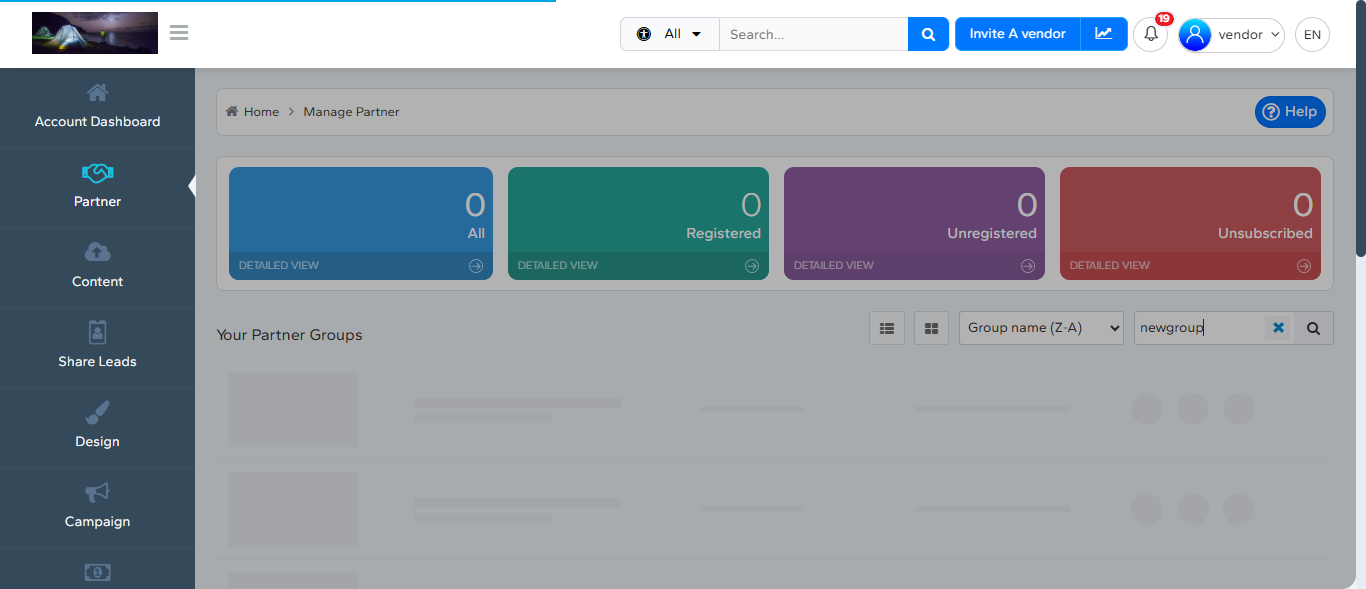 All
Search...
Invite A vendor
19
vendor
EN
Account Dashboard
Partner
Content
Share Leads
Design
Campaign
Home > Manage Partner
Help
0
All
DETAILED VIEW
0
Registered
DETAILED VIEW
0
Unregistered
DETAILED VIEW
0
Unsubscribed
DETAILED VIEW
Your Partner Groups
Group name (Z-A)
newgroup